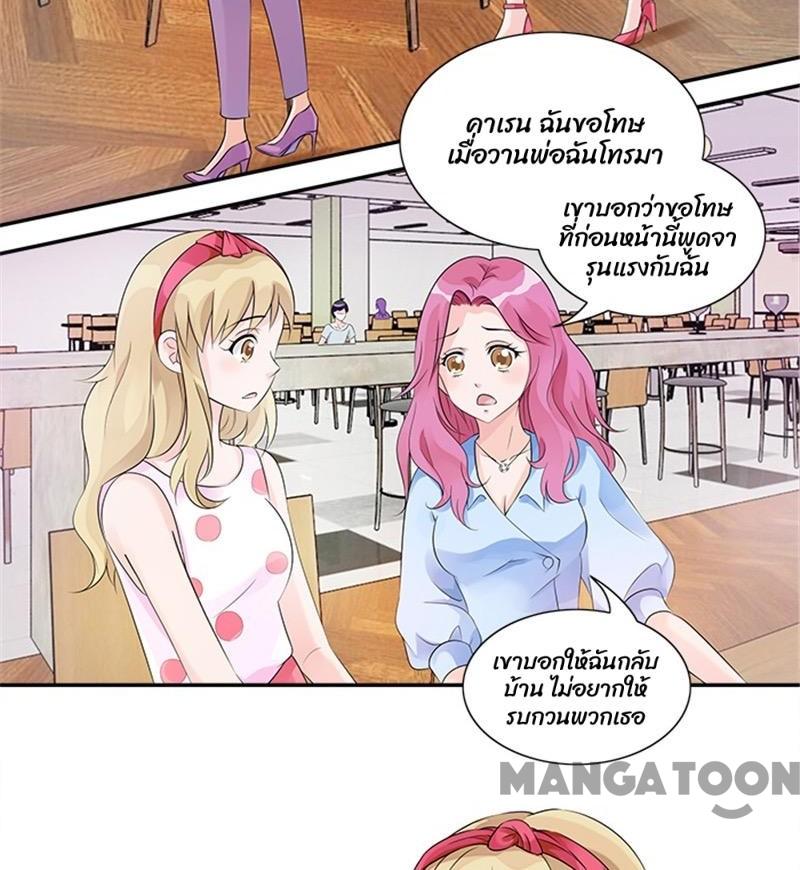 คาเรน ฉันขอโทษ
เมื่อวานพ่อฉันโทรมา
เขาบอกว่าขอโทษ
ที่ก่อนหน้านี้พูดจา
รุนแรงกับฉัน
เขาบอกให้ฉันกลับ
บ้าน ไม่อยากให้
รบกวนพวกเธอ
MANGATOON